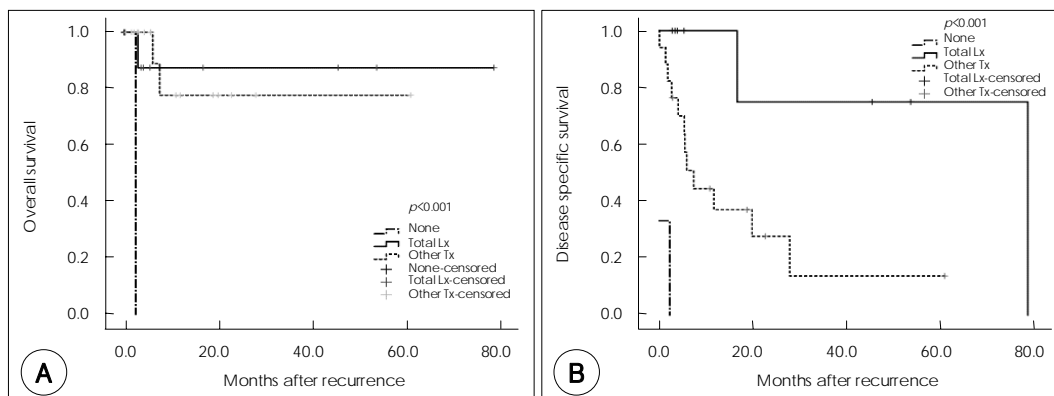 1.0
0.8
0.6
0.4
0.2
0.0
Overall survival
p<0.001
None
Total Lx
Other Tx
None-censored
Total Lx-censored
Other Tx-censored
0.0 20.0 40.0 60.0 80.0
Months after recurrence
A
1.0
0.8
0.6
0.4
0.2
0.0
Disease specific survival
p<0.001
None
Total Lx
Other Tx
Total Lx-censored
Other Tx-censored
0.0 20.0 40.0 60.0 80.0
Months after recurrence
B